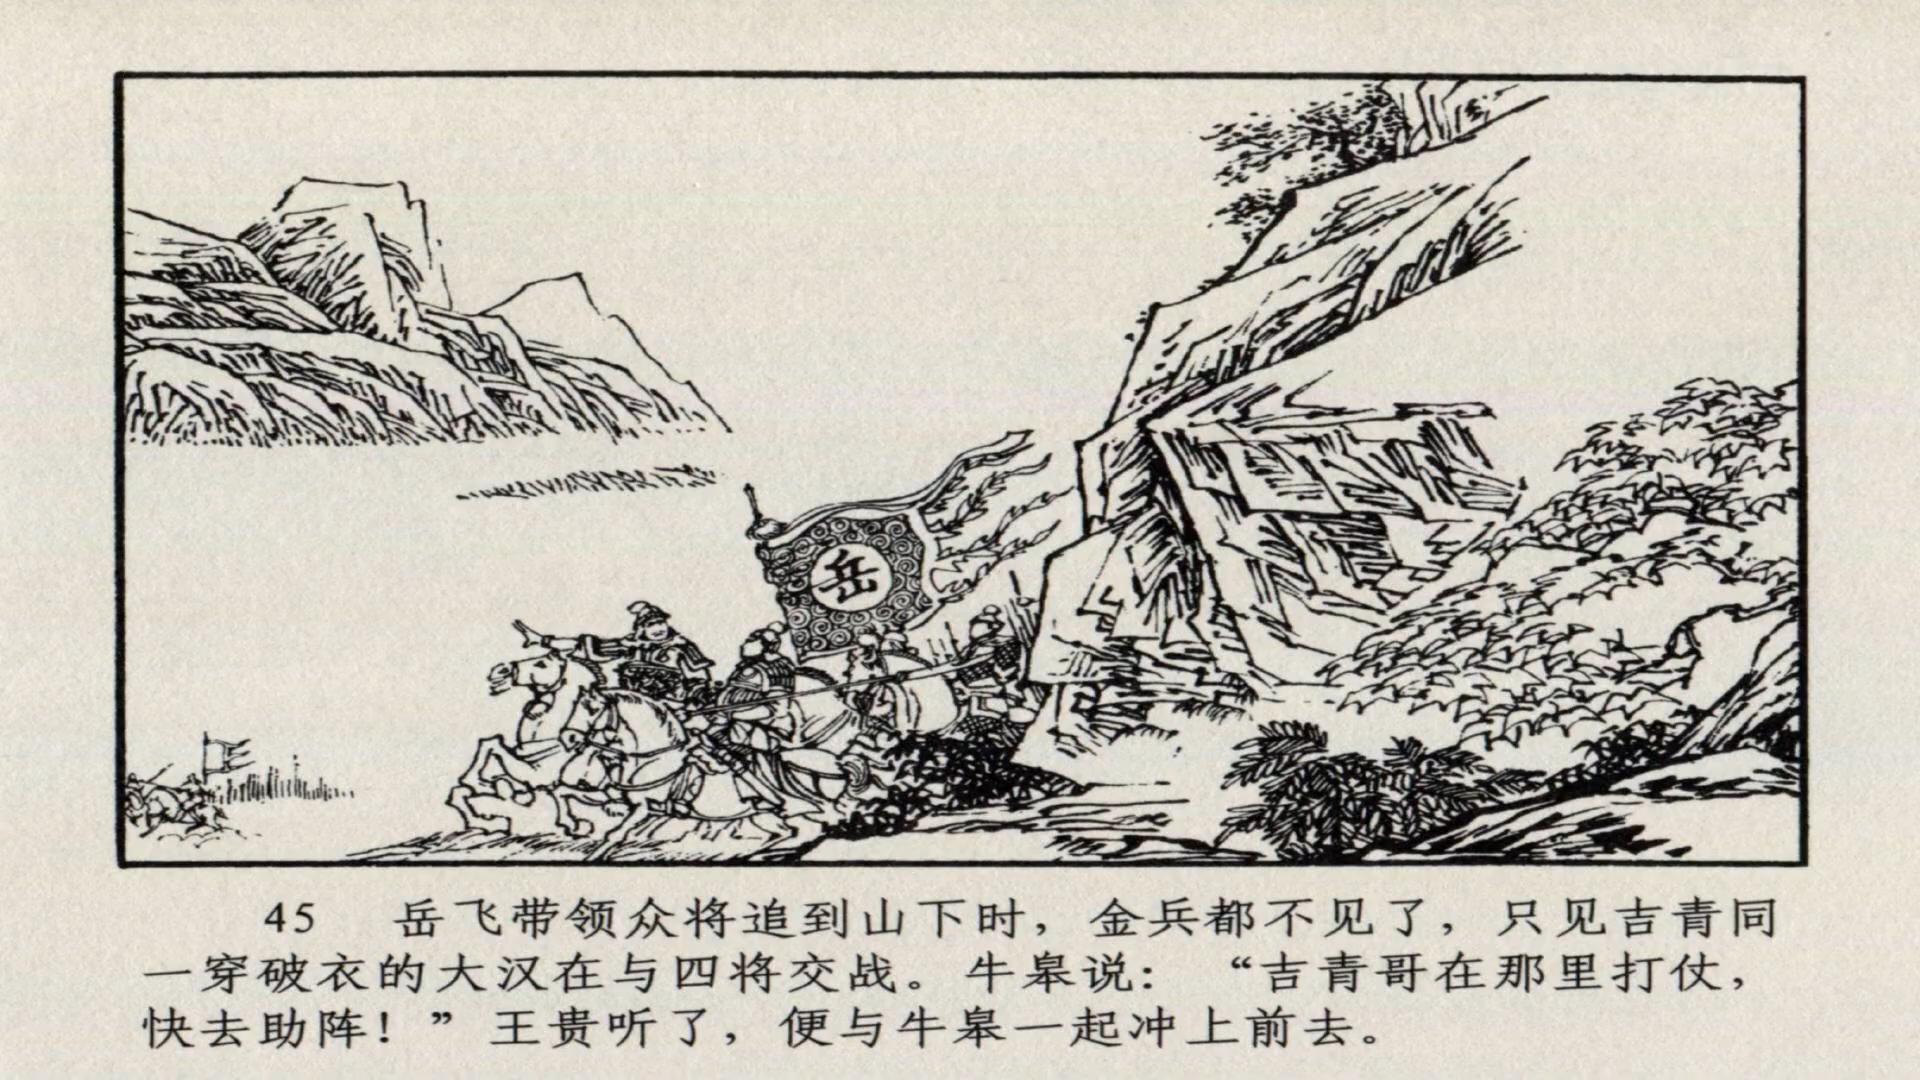 岳
45 岳飞带领众将追到山下时，金兵都不见了，只见吉青同
一穿破衣的大汉在与四将交战。牛皋说：“吉青哥在那里打仗，
快去助阵！”王贵听了，便与牛皋一起冲上前去。